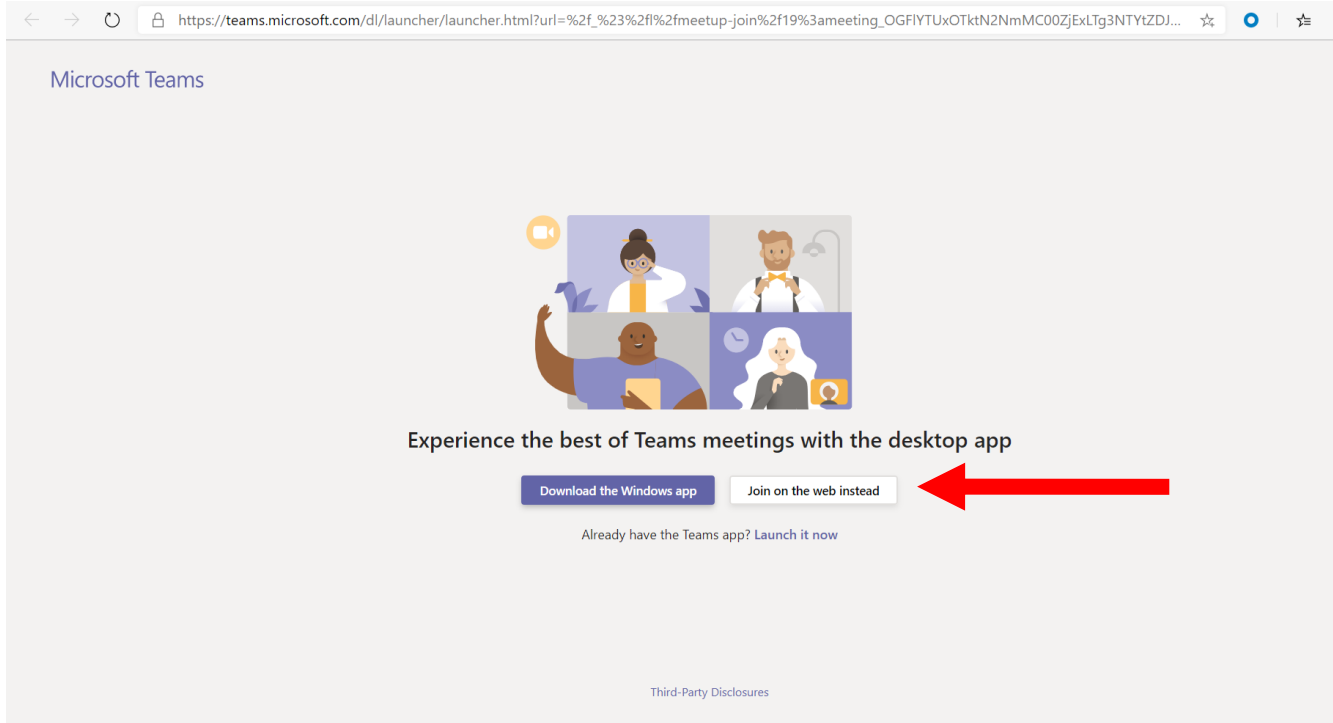 https://teams.microsoft.com/dl/launcher/launcher.html?url=%2f_%23%2fl%2fmeetup-join%2f19%3ameeting_OGFlYTUxOTktN2NmMC00ZjExLTg3NTYtZDJ...
Microsoft Teams
Experience the best of Teams meetings with the desktop app
Download the Windows app Join on the web instead
Already have the Teams app? Launch it now
Third-Party Disclosures